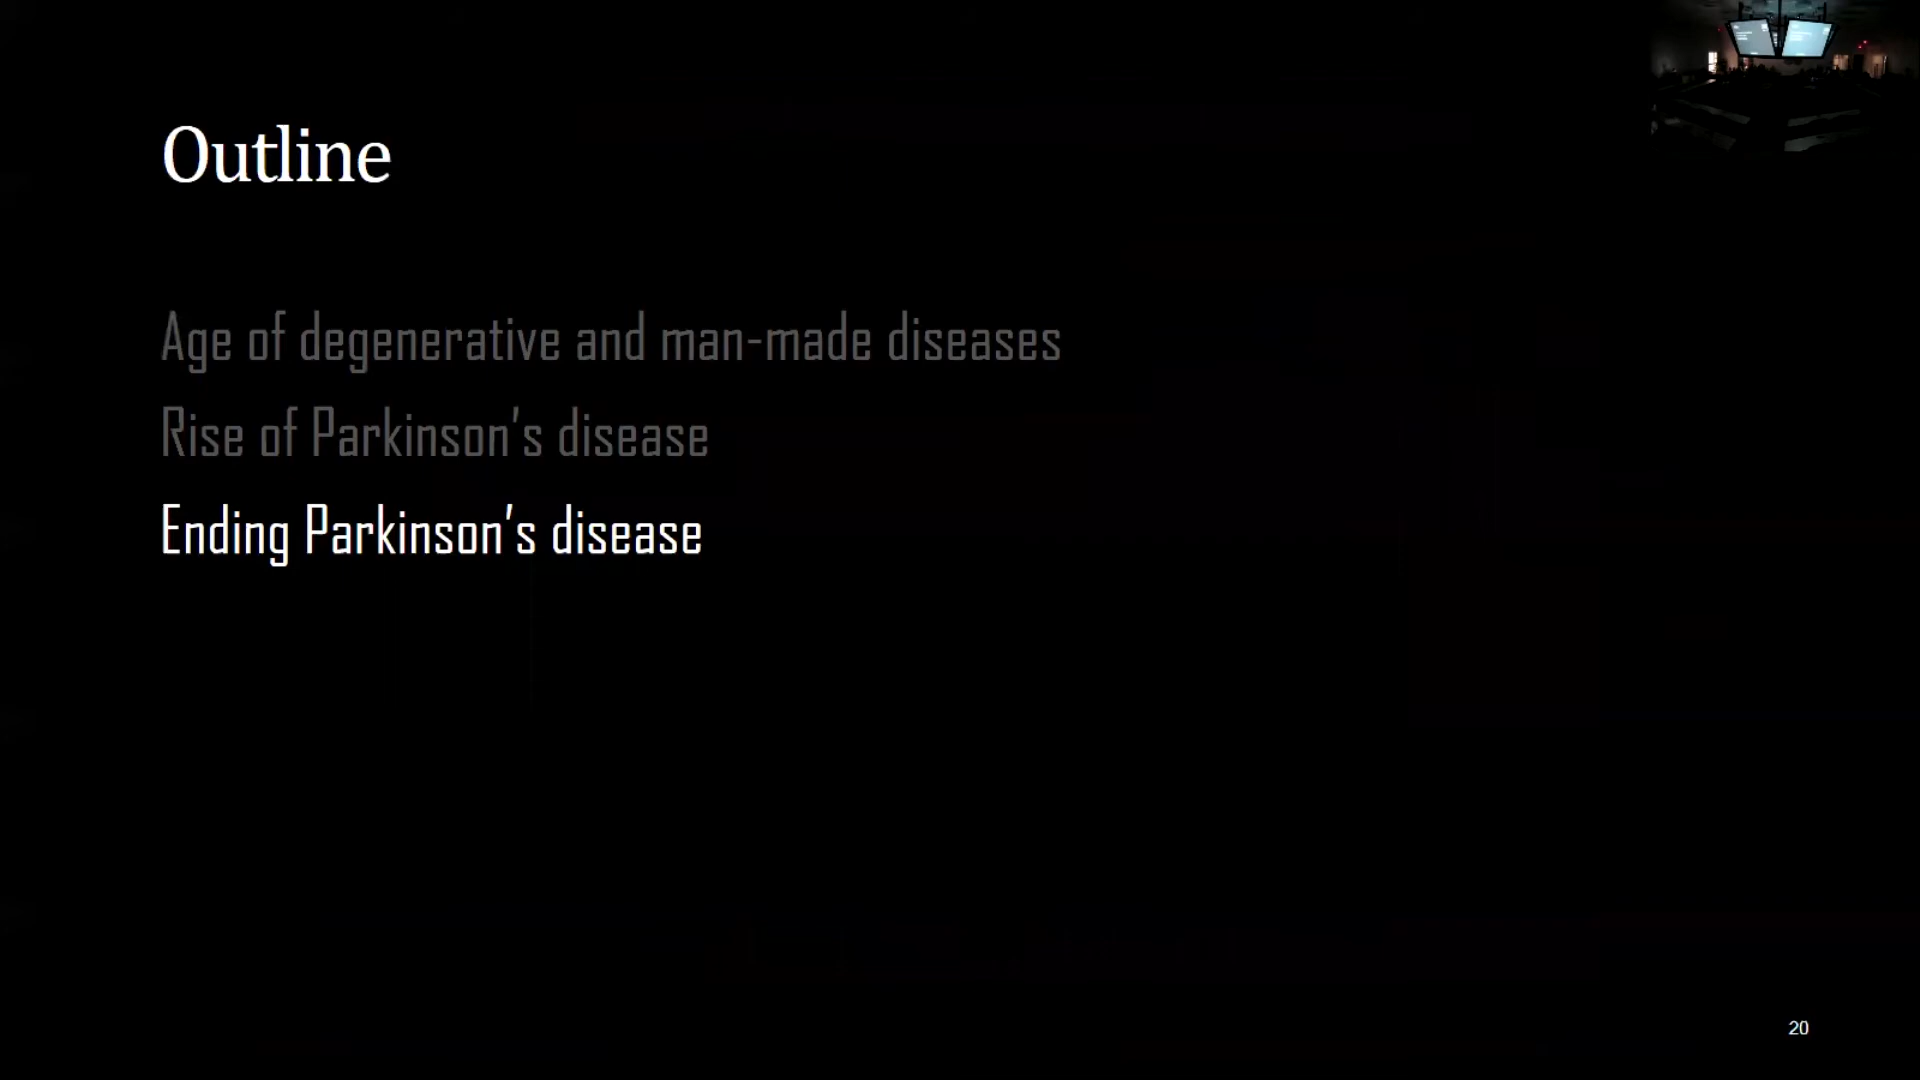 Outline
Age of degenerative and man-made diseases
Rise of Parkinson’s disease
Ending Parkinson’s disease
20